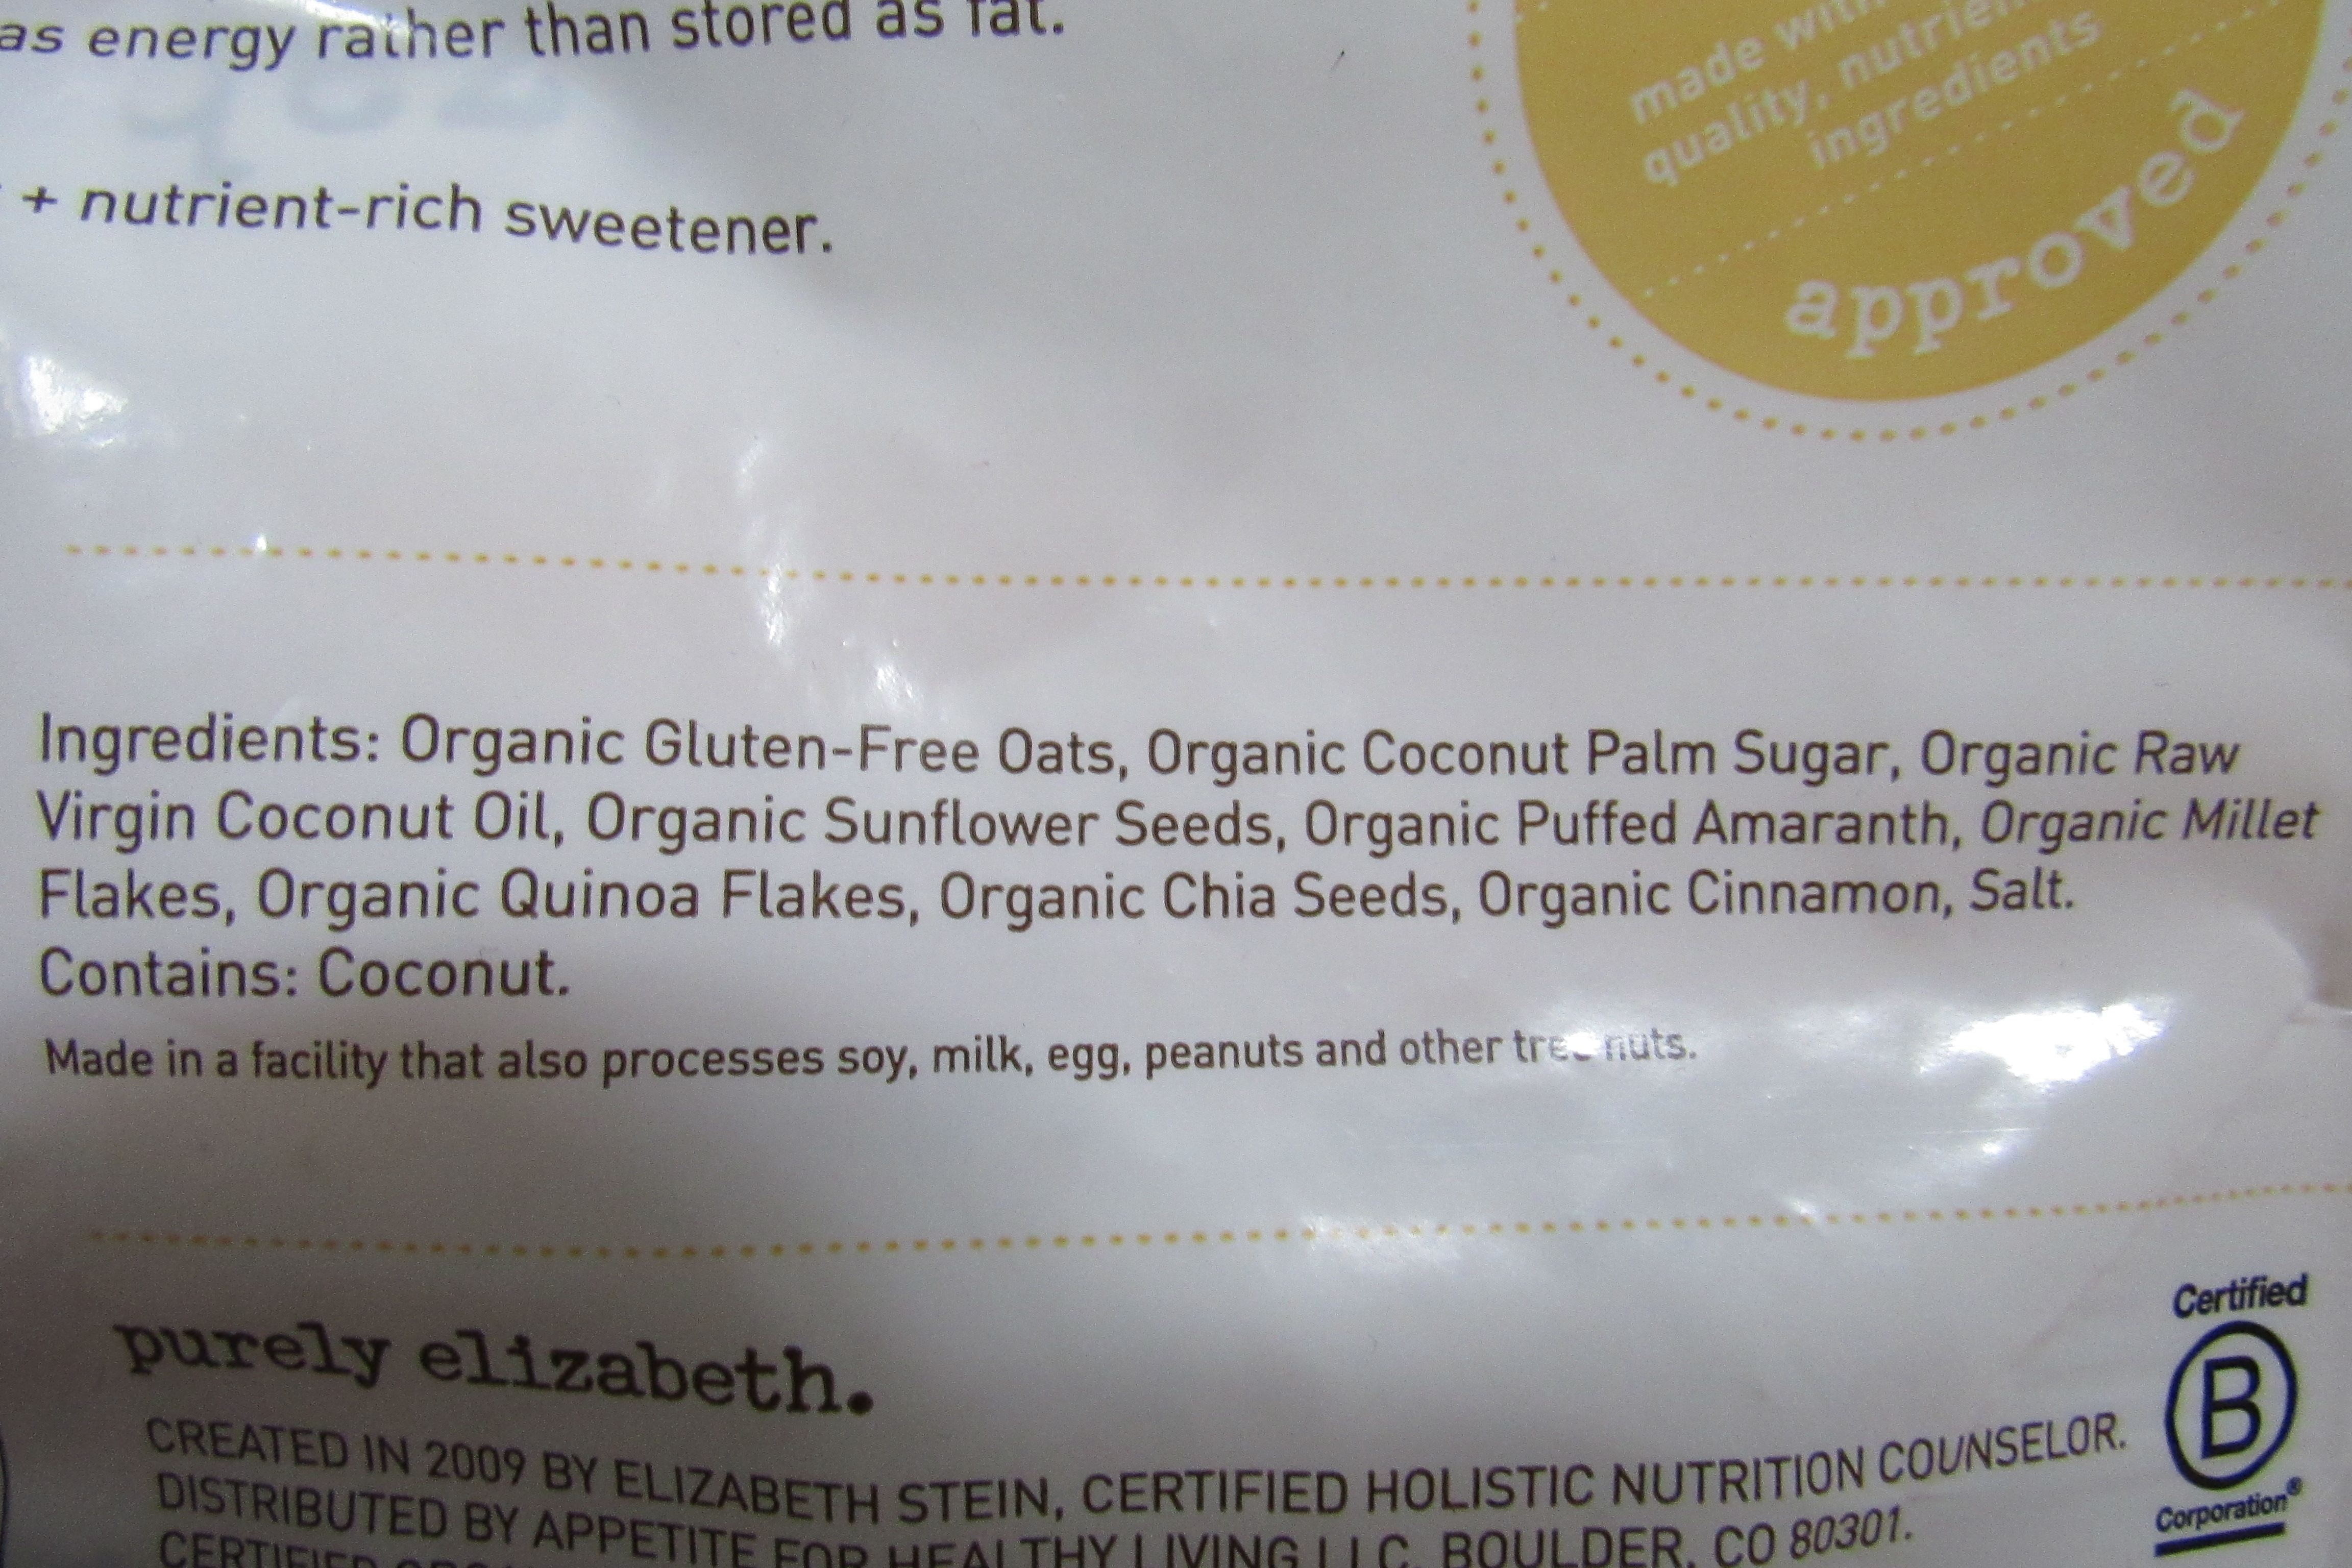 as energy rather than stored as fat.
+ nutrient-rich sweetener.
made with
quality,
ingredients
approved
Ingredients: Organic Gluten-Free Oats, Organic Coconut Palm Sugar, Organic Raw
Virgin Coconut Oil, Organic Sunflower Seeds, Organic Puffed Amaranth, Organic Millet
Flakes, Organic Quinoa Flakes, Organic Chia Seeds, Organic Cinnamon, Salt.
Contains: Coconut.
Made in a facility that also processes soy, milk, egg, peanuts and other tree nuts.
purely elizabeth.
CREATED IN 2009 BY ELIZABETH STEIN, CERTIFIED HOLISTIC NUTRITION COUNSELOR.
DISTRIBUTED BY APPETITE FOR HEALTHY LIVING LLC, BOULDER, CO 80301.
CERTIFIED
Certified
B
Corporation®